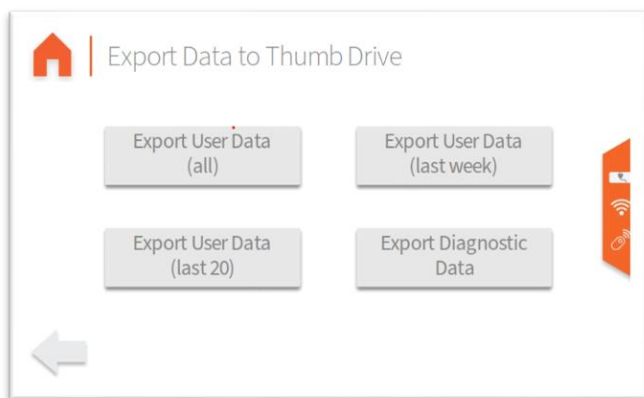 Export Data to Thumb Drive
Export User Data
(all)
Export User Data
(last week)
Export User Data
(last 20)
Export Diagnostic
Data